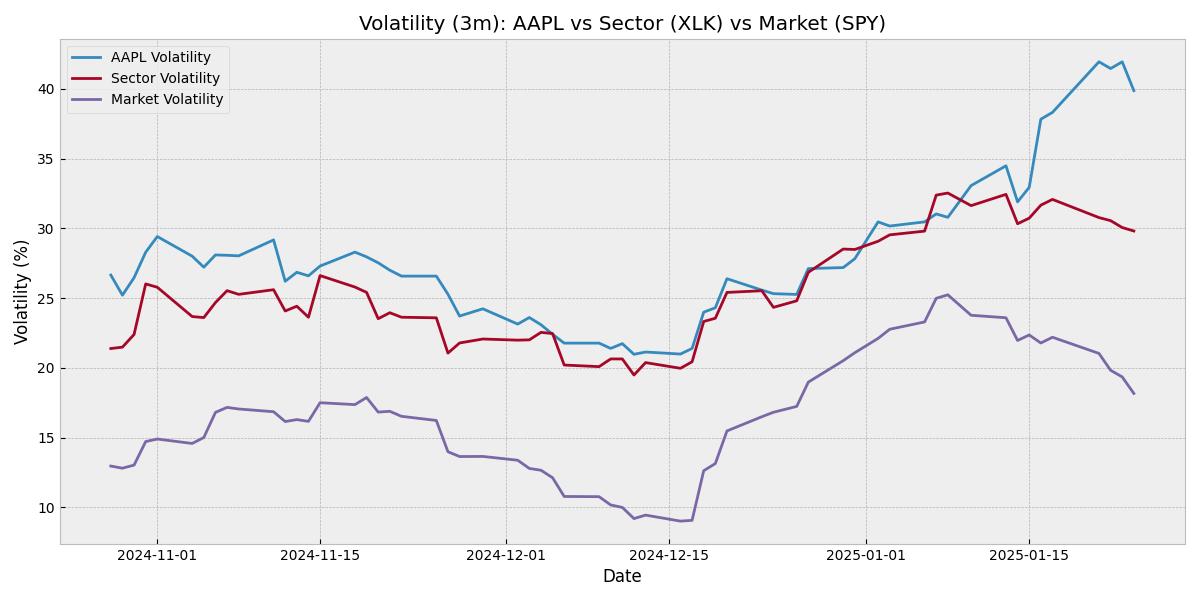 Volatility (3m): AAPL vs Sector (XLK) vs Market (SPY)
AAPL Volatility
Sector Volatility
Market Volatility
Volatility (%)
40
35
30
25
20
15
10
2024-11-01
2024-11-15
2024-12-01
2024-12-15
2025-01-01
2025-01-15
Date